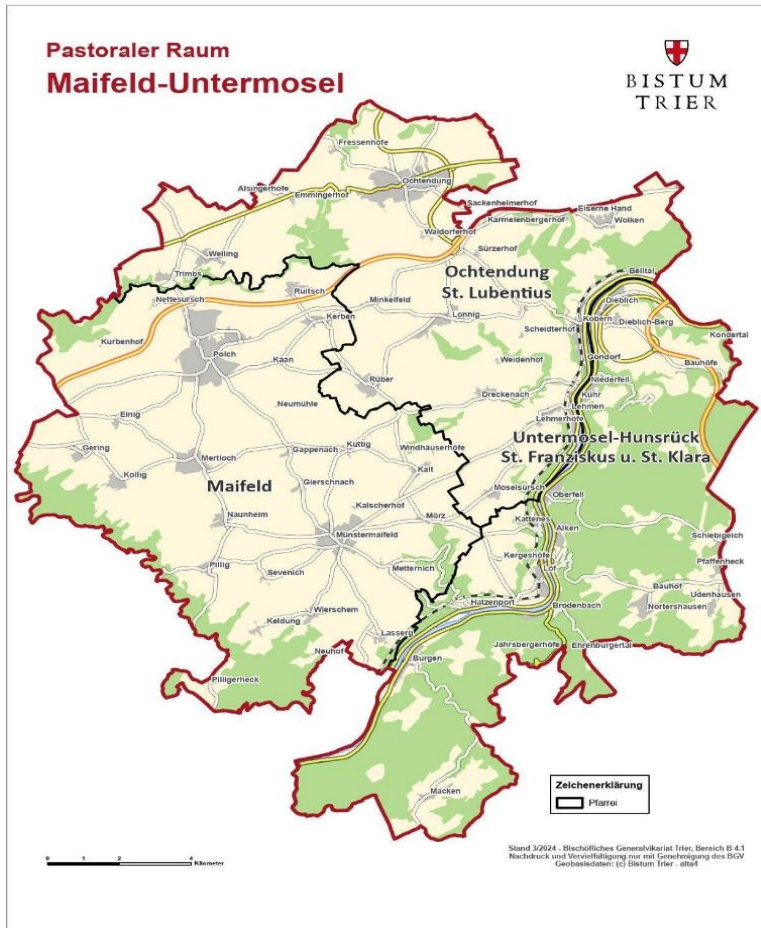 Pastoraler Raum
Maifeld-Untermosel
BISTUM
TRIER
Fressenhöfe
Ochtendung
Alsingerhöfe
Emmingerhof
Sackenheimerhof
Eiserne Hand
Karmelenbergerhof
Wolken
Waldorferhof
Welling
Sürzerhof
Trimbs
Ochtendung
St. Lubentius
Belltal
Nettesürsch
Ruitsch
Minkelfeld
Dieblich
Kerben
Lonnig
Kobern
Dieblich-Berg
Kurbenhof
Scheidterhof
Kondertal
Polch
Kaan
Weidenhof
Gondorf
Bauhöfe
Rüber
Niederfell
Neumühle
Dreckenach
Kühr
Lehmen
Einig
Lehmerhöfe
Küttig
Windhäuserhöfe
Untermosel-Hunsrück
St. Franziskus u. St. Klara
Gering
Mertloch
Gappenach
Kalt
Kollig
Maifeld
Gierschnach
Moselsürsch
Oberfell
Kalscherhof
Naunheim
Mörz
Kattenes
Alken
Münstermaifeld
Schiebigeich
Kergeshöfe
Pillig
Löf
Pfaffenheck
Sevenich
Metternich
Bauhof
Udenhausen
Hatzenport
Brodenbach
Nortershausen
Wierschem
Keldung
Lasserg
Neuhof
Jahrsbergerhöfe
Ehrenburgertal
Burgen
Pilligerheck
Macken
Zeichenerklärung
Pfarrei
0 1 2 4
Kilometer
Stand 3/2024 - Bischöfliches Generalvikariat Trier, Bereich B 4.1
Nachdruck und Vervielfältigung nur mit Genehmigung des BGV
Geobasisdaten: (c) Bistum Trier - alta4